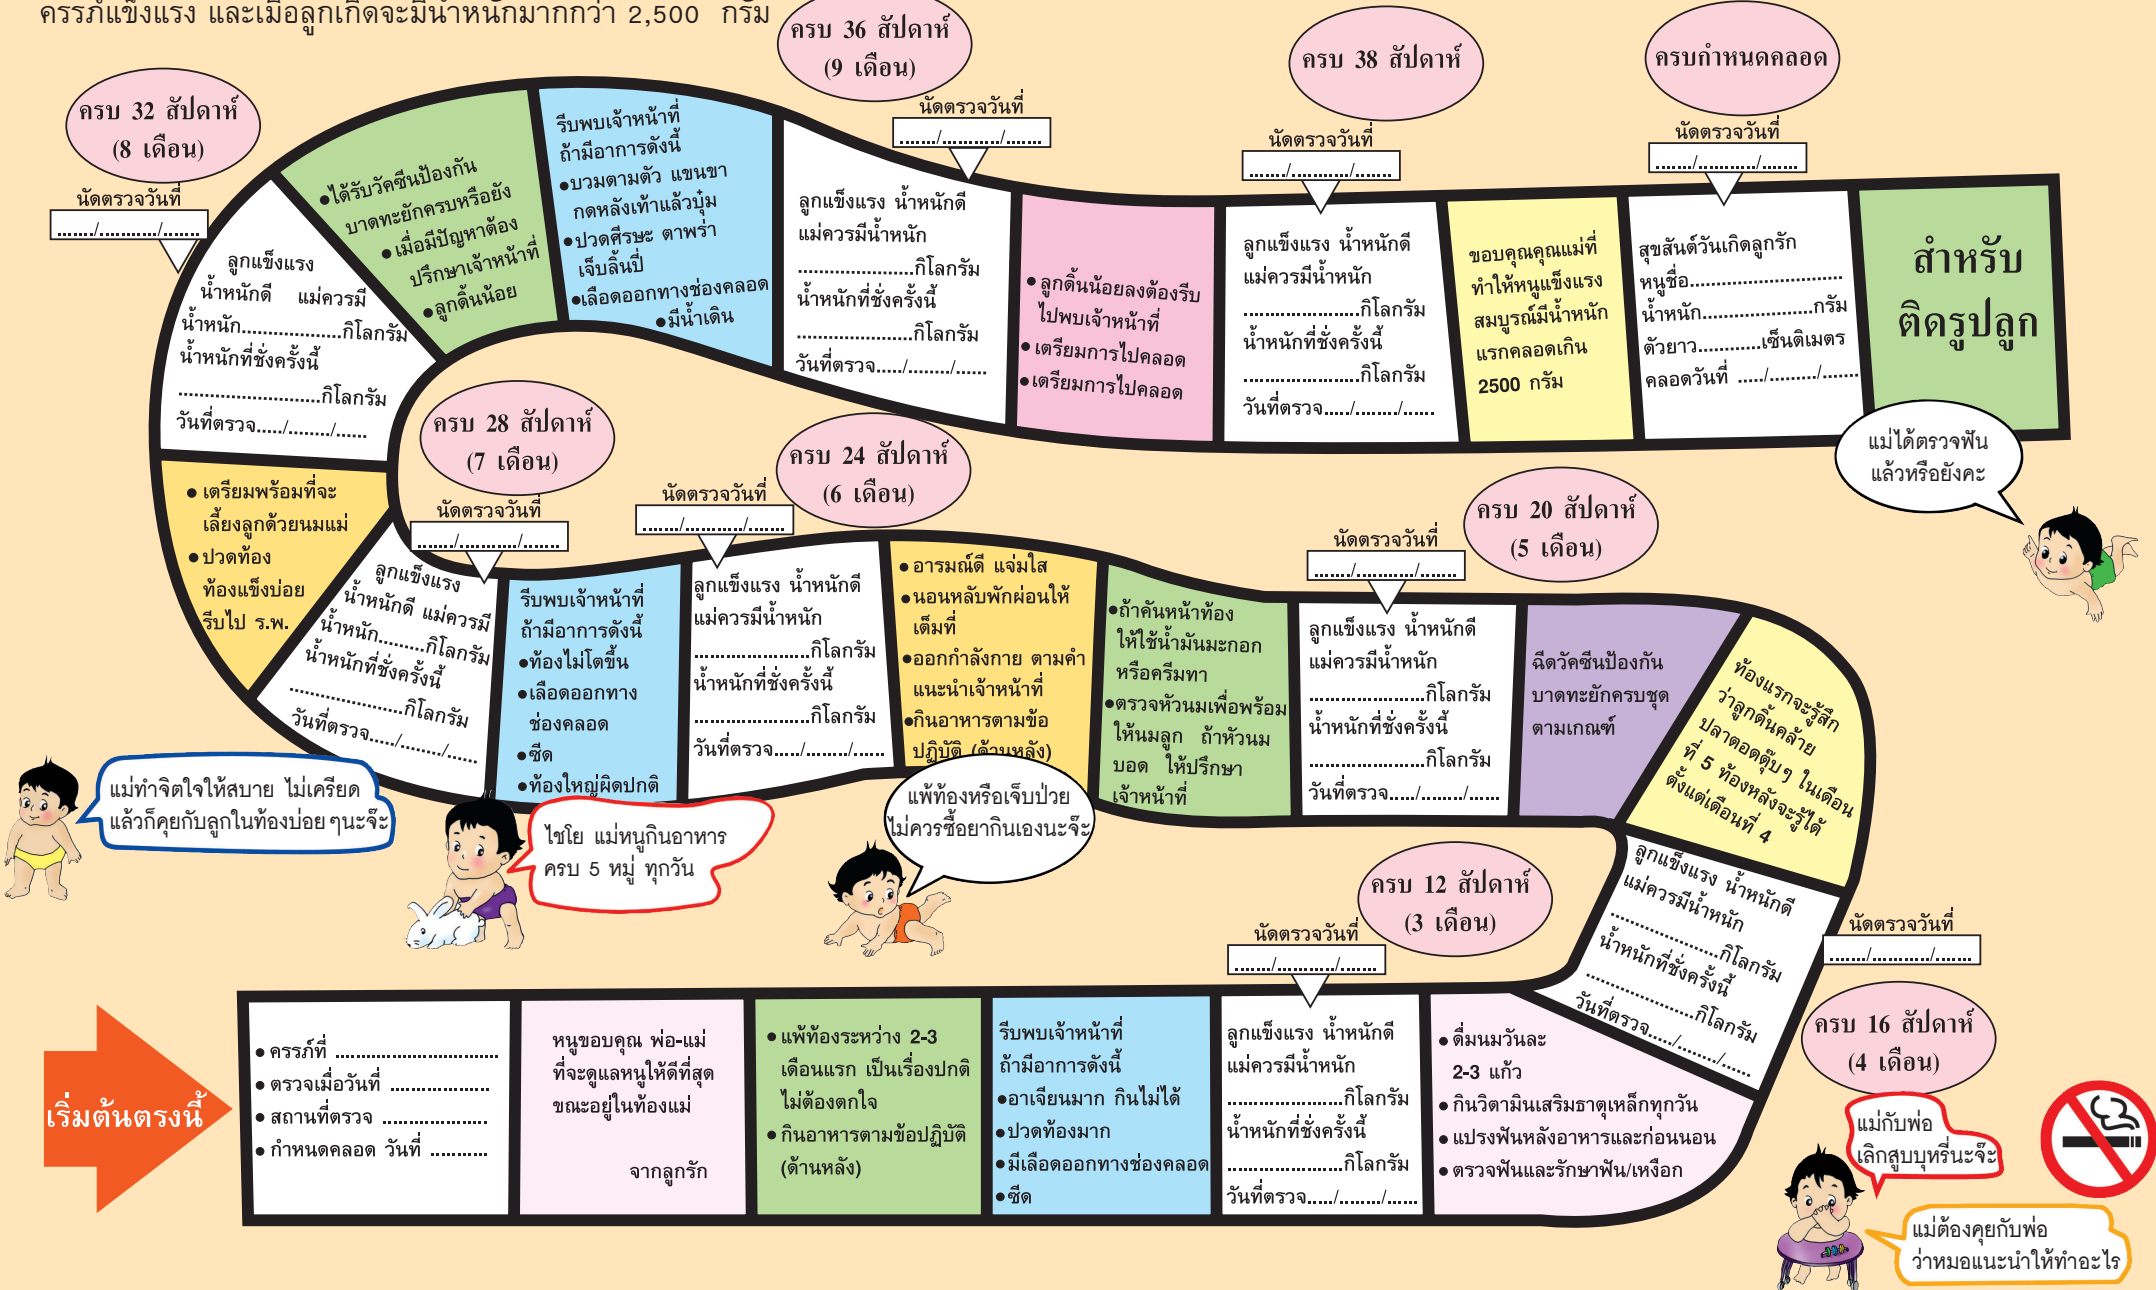 ครรภ์แข็งแรง และเมื่อลูกเกิดจะมีน้ำหนักมากกว่า 2,500 กรัม
เริ่มต้นตรงนี้
• ครรภ์ที่ ..............................
• ตรวจเมื่อวันที่ ..................
• สถานที่ตรวจ ...................
• กำหนดคลอด วันที่ ..........
หนูขอบคุณ พ่อ-แม่
ที่จะดูแลหนูให้ดีที่สุด
ขณะอยู่ในท้องแม่
จากลูกรัก
• แพ้ท้องระหว่าง 2-3
เดือนแรก เป็นเรื่องปกติ
ไม่ต้องตกใจ
• กินอาหารตามข้อปฏิบัติ
(ด้านหลัง)
รีบพบเจ้าหน้าที่
ถ้ามีอาการดังนี้
•อาเจียนมาก กินไม่ได้
•ปวดท้องมาก
•มีเลือดออกทางช่องคลอด
•ซีด
ครบ 12 สัปดาห์
(3 เดือน)
นัดตรวจวันที่
......./.........../.......
ลูกแข็งแรง น้ำหนักดี
แม่ควรมีน้ำหนัก
......................กิโลกรัม
น้ำหนักที่ชั่งครั้งนี้
......................กิโลกรัม
วันที่ตรวจ...../......../.....
• ดื่มนมวันละ
2-3 แก้ว
• กินวิตามินเสริมธาตุเหล็กทุกวัน
• แปรงฟันหลังอาหารและก่อนนอน
• ตรวจฟันและรักษาฟัน/เหงือก
ครบ 16 สัปดาห์
(4 เดือน)
นัดตรวจวันที่
......./.........../.......
ลูกแข็งแรง น้ำหนักดี
แม่ควรมีน้ำหนัก
......................กิโลกรัม
น้ำหนักที่ชั่งครั้งนี้
......................กิโลกรัม
วันที่ตรวจ...../......../.....
แม่กับพ่อ
เลิกสูบบุหรี่นะจ๊ะ
แม่ต้องคุยกับพ่อ
ว่าหมอแนะนำให้ทำอะไร
ท้องแรกจะรู้สึก
ว่าลูกดิ้นคล้าย
ปลาตอดตุ๊บๆ ในเดือน
ที่ 5 ท้องหลังจะรู้ได้
ตั้งแต่เดือนที่ 4
ฉีดวัคซีนป้องกัน
บาดทะยักครบชุด
ตามเกณฑ์
ครบ 20 สัปดาห์
(5 เดือน)
นัดตรวจวันที่
......./.........../.......
ลูกแข็งแรง น้ำหนักดี
แม่ควรมีน้ำหนัก
......................กิโลกรัม
น้ำหนักที่ชั่งครั้งนี้
......................กิโลกรัม
วันที่ตรวจ...../......../.....
•ถ้าคันหน้าท้อง
ให้ใช้น้ำมันมะกอก
หรือครีมทา
•ตรวจหัวนมเพื่อพร้อม
ให้นมลูก ถ้าหัวนม
บอด ให้ปรึกษา
เจ้าหน้าที่
• อารมณ์ดี แจ่มใส
•นอนหลับพักผ่อนให้
เต็มที่
•ออกกำลังกาย ตามคำ
แนะนำเจ้าหน้าที่
•กินอาหารตามข้อ
ปฏิบัติ (ด้านหลัง)
แพ้ท้องหรือเจ็บป่วย
ไม่ควรซื้อยากินเองนะจ๊ะ
ครบ 24 สัปดาห์
(6 เดือน)
นัดตรวจวันที่
......./.........../.......
ลูกแข็งแรง น้ำหนักดี
แม่ควรมีน้ำหนัก
......................กิโลกรัม
น้ำหนักที่ชั่งครั้งนี้
......................กิโลกรัม
วันที่ตรวจ...../......../.....
รีบพบเจ้าหน้าที่
ถ้ามีอาการดังนี้
•ท้องไม่โตขึ้น
•เลือดออกทาง
ช่องคลอด
•ซีด
•ท้องใหญ่ผิดปกติ
ไชโย แม่หนูกินอาหาร
ครบ 5 หมู่ ทุกวัน
ครบ 28 สัปดาห์
(7 เดือน)
นัดตรวจวันที่
......./.........../.......
ลูกแข็งแรง
น้ำหนักดี แม่ควรมี
น้ำหนัก.........กิโลกรัม
น้ำหนักที่ชั่งครั้งนี้
......................กิโลกรัม
วันที่ตรวจ...../......../.....
แม่ทำจิตใจให้สบาย ไม่เครียด
แล้วก็คุยกับลูกในท้องบ่อยๆนะจ๊ะ
• เตรียมพร้อมที่จะ
เลี้ยงลูกด้วยนมแม่
• ปวดท้อง
ท้องแข็งบ่อย
รีบไป ร.พ.
ครบ 32 สัปดาห์
(8 เดือน)
นัดตรวจวันที่
......./.........../.......
ลูกแข็งแรง
น้ำหนักดี แม่ควรมี
น้ำหนัก...................กิโลกรัม
น้ำหนักที่ชั่งครั้งนี้
...........................กิโลกรัม
วันที่ตรวจ...../......../.....
•ได้รับวัคซีนป้องกัน
บาดทะยักครบหรือยัง
•เมื่อมีปัญหาต้อง
ปรึกษาเจ้าหน้าที่
•ลูกดิ้นน้อย
รีบพบเจ้าหน้าที่
ถ้ามีอาการดังนี้
•บวมตามตัว แขนขา
กดหลังเท้าแล้วบุ๋ม
•ปวดศีรษะ ตาพร่า
เจ็บลิ้นปี่
•เลือดออกทางช่องคลอด
•มีน้ำเดิน
ครบ 36 สัปดาห์
(9 เดือน)
นัดตรวจวันที่
......./.........../.......
ลูกแข็งแรง น้ำหนักดี
แม่ควรมีน้ำหนัก
......................กิโลกรัม
น้ำหนักที่ชั่งครั้งนี้
......................กิโลกรัม
วันที่ตรวจ...../......../.....
• ลูกดิ้นน้อยลงต้องรีบ
ไปพบเจ้าหน้าที่
• เตรียมการไปคลอด
•เตรียมการไปคลอด
ครบ 38 สัปดาห์
นัดตรวจวันที่
......./.........../.......
ลูกแข็งแรง น้ำหนักดี
แม่ควรมีน้ำหนัก
......................กิโลกรัม
น้ำหนักที่ชั่งครั้งนี้
......................กิโลกรัม
วันที่ตรวจ...../......../.....
ขอบคุณคุณแม่ที่
ทำให้หนูแข็งแรง
สมบูรณ์มีน้ำหนัก
แรกคลอดเกิน
2500 กรัม
ครบกำหนดคลอด
นัดตรวจวันที่
......./.........../.......
สุขสันต์วันเกิดลูกรัก
หนูชื่อ.............................
น้ำหนัก.....................กรัม
ตัวยาว............เซ็นติเมตร
คลอดวันที่ ...../........./.......
สำหรับ
ติดรูปลูก
แม่ได้ตรวจฟัน
แล้วหรือยังคะ